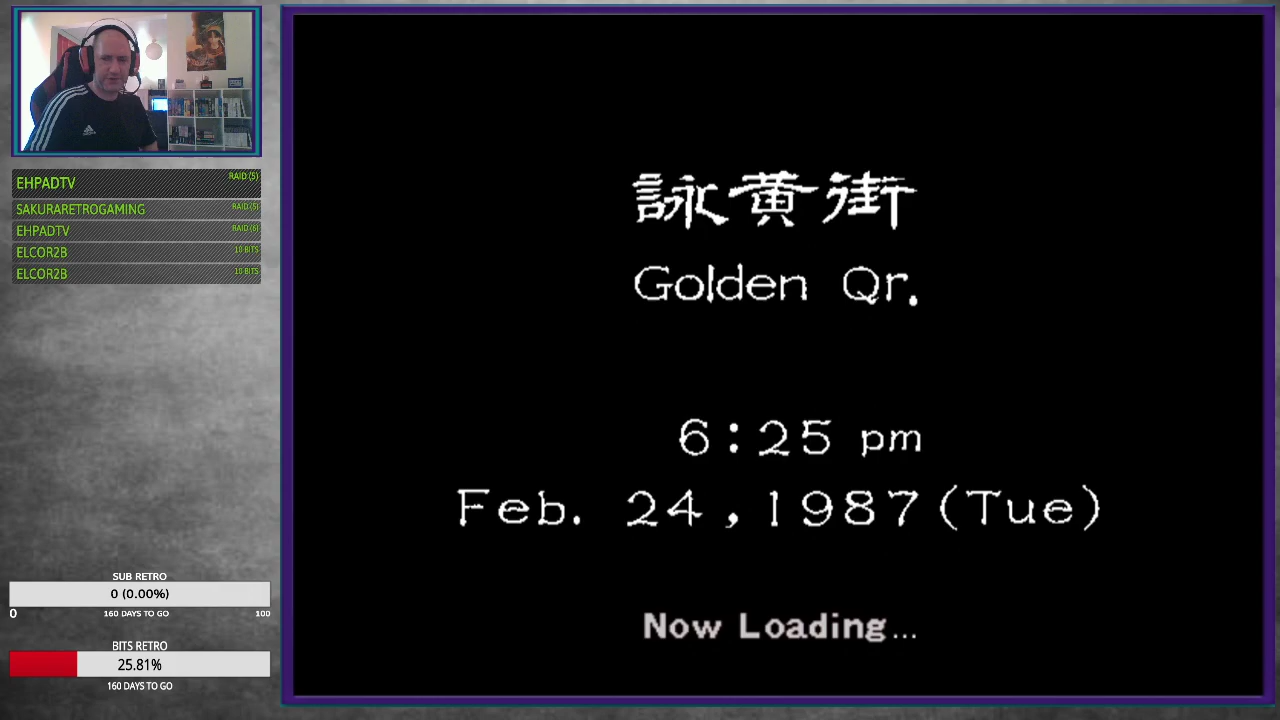 EHPADTV RAID (5)
SAKURARETROGAMING RAID (5)
EHPADTV RAID (6)
ELCOR2B 10 BITS
ELCOR2B 10 BITS
SUB RETRO
0 (0.00%)
0 160 DAYS TO GO 100
BITS RETRO
25.81%
160 DAYS TO GO
詠黄街
Golden Qr.
6:25 pm
Feb. 24,1987(Tue)
Now Loading...
adidas